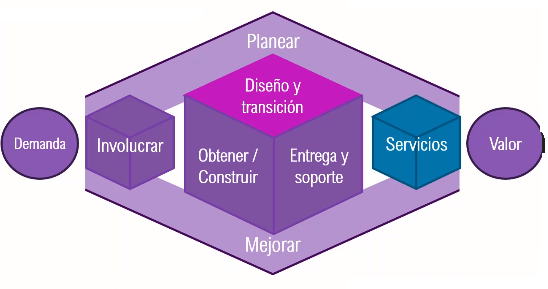 Planear
Diseño y
transición
Demanda
Involucrar
Obtener /
Construir
Entrega y
soporte
Servicios
Valor
Mejorar